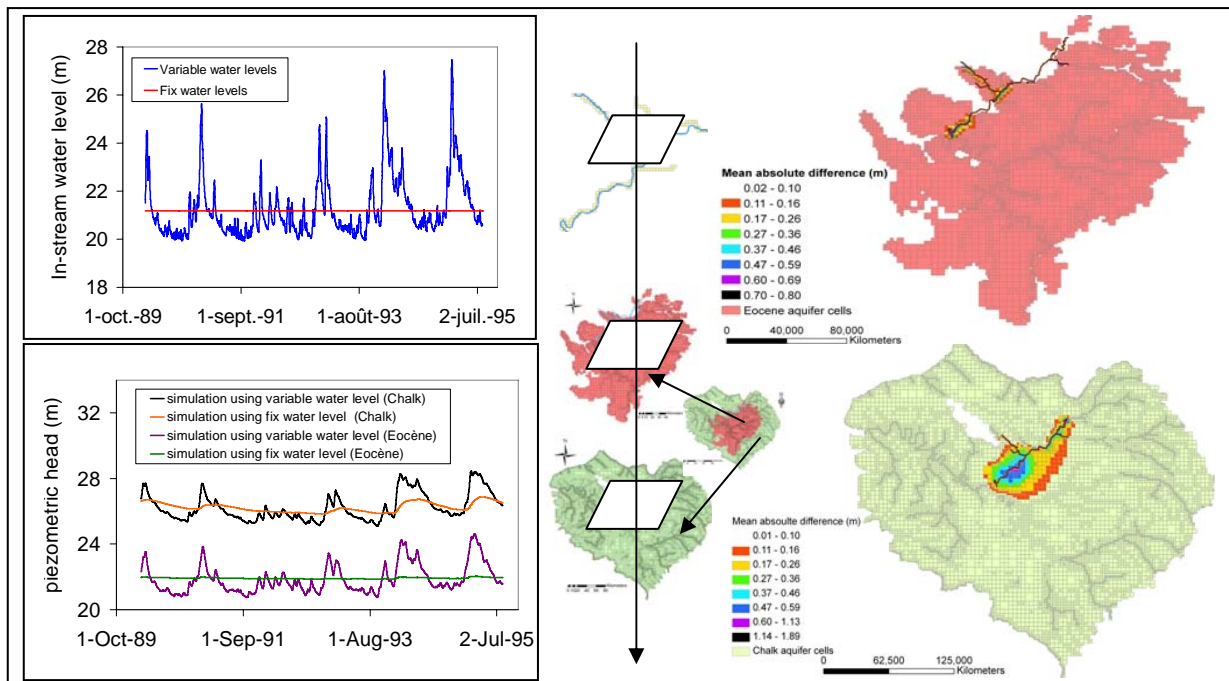 In-stream water level (m)
28
26
24
22
20
18
Variable water levels
Fix water levels
1-oct.-89
1-sept.-91
1-août-93
2-juil.-95
piezometric head (m)
32
28
24
20
simulation using variable water level (Chalk)
simulation using fix water level (Chalk)
simulation using variable water level (Eocène)
simulation using fix water level (Eocène)
1-Oct-89
1-Sep-91
1-Aug-93
2-Jul-95
Mean absolute difference (m)
0.02 - 0.10
0.11 - 0.16
0.17 - 0.26
0.27 - 0.36
0.37 - 0.46
0.47 - 0.59
0.60 - 0.69
0.70 - 0.80
Eocene aquifer cells
0 40,000 80,000
Kilometers
Mean absoulte difference (m)
0.01 - 0.10
0.11 - 0.16
0.17 - 0.26
0.27 - 0.36
0.37 - 0.46
0.47 - 0.59
0.60 - 1.13
1.14 - 1.89
Chalk aquifer cells
0 62,500 125,000
Kilometers